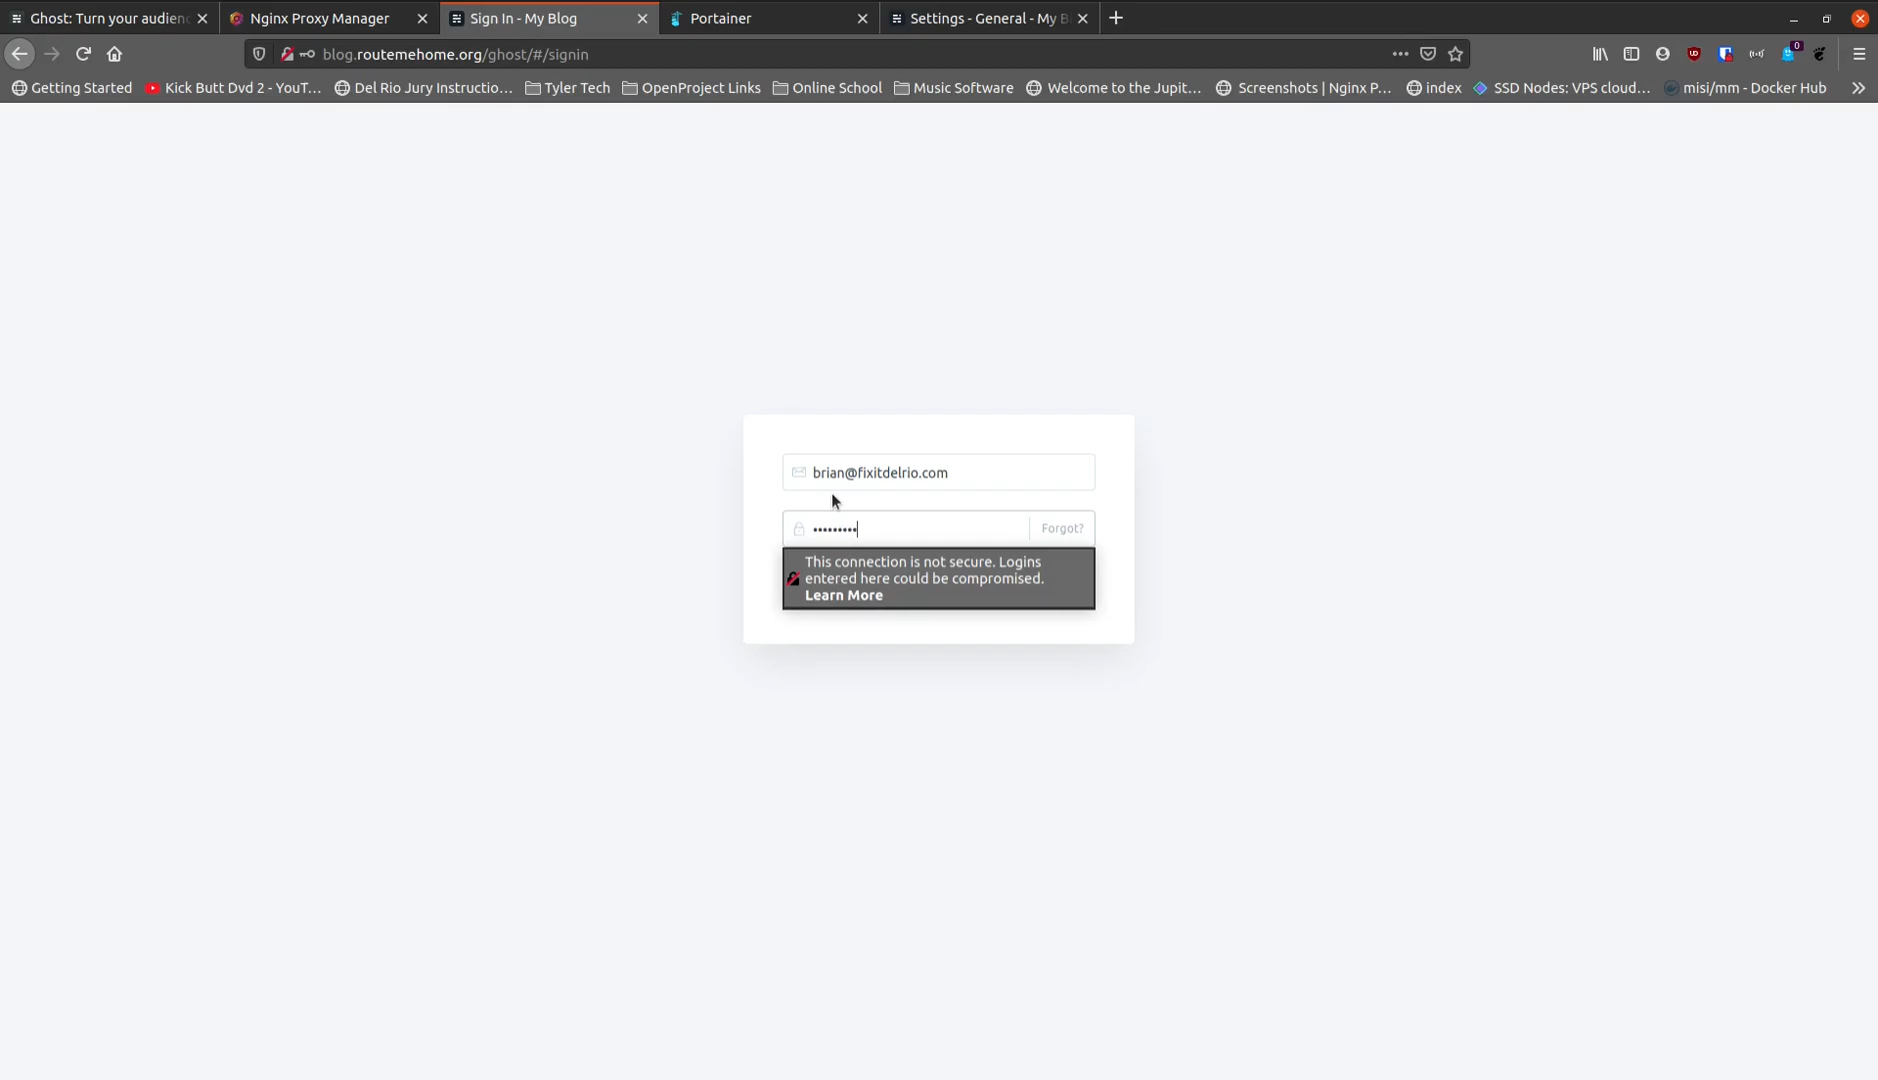 Ghost: Turn your audien
Nginx Proxy Manager
Sign In - My Blog
Portainer
Settings - General - My B
blog.routemehome.org/ghost/#/signin
0
Getting Started
Kick Butt Dvd 2 - YouT...
Del Rio Jury Instructio...
Tyler Tech
OpenProject Links
Online School
Music Software
Welcome to the Jupit...
Screenshots | Nginx P...
index
SSD Nodes: VPS cloud...
misi/mm - Docker Hub
brian@fixitdelrio.com
•••••••••
Forgot?
This connection is not secure. Logins
entered here could be compromised.
Learn More